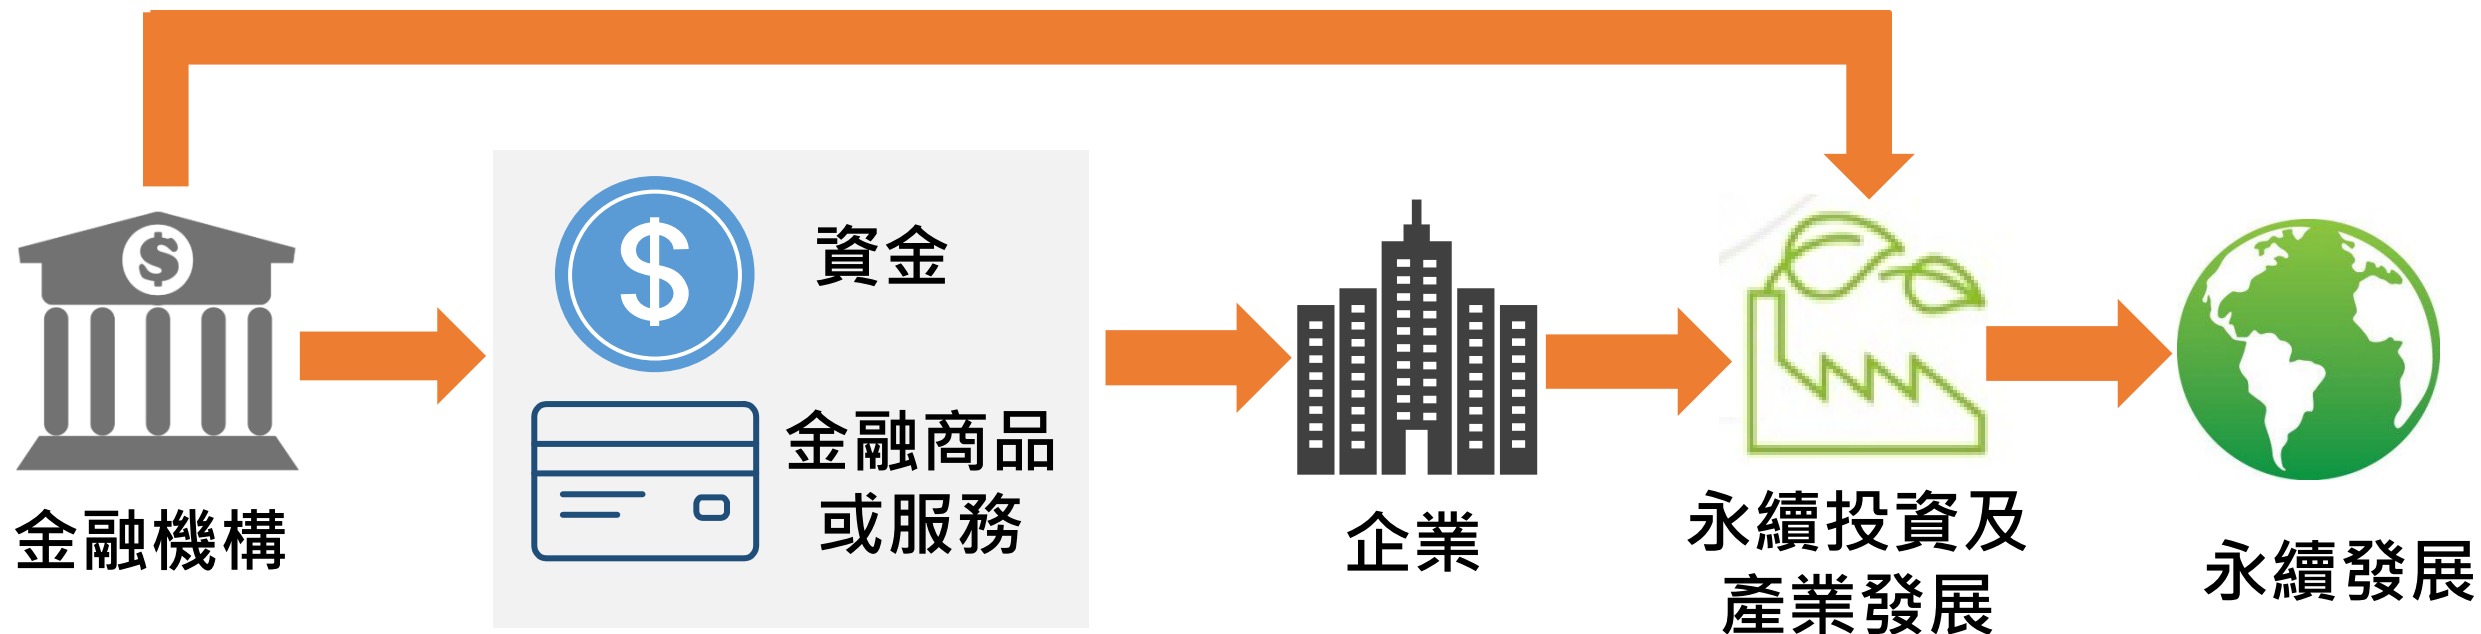 金融機構
$
$
資金
金融商品
或服務
企業
永續投資及
產業發展
永續發展